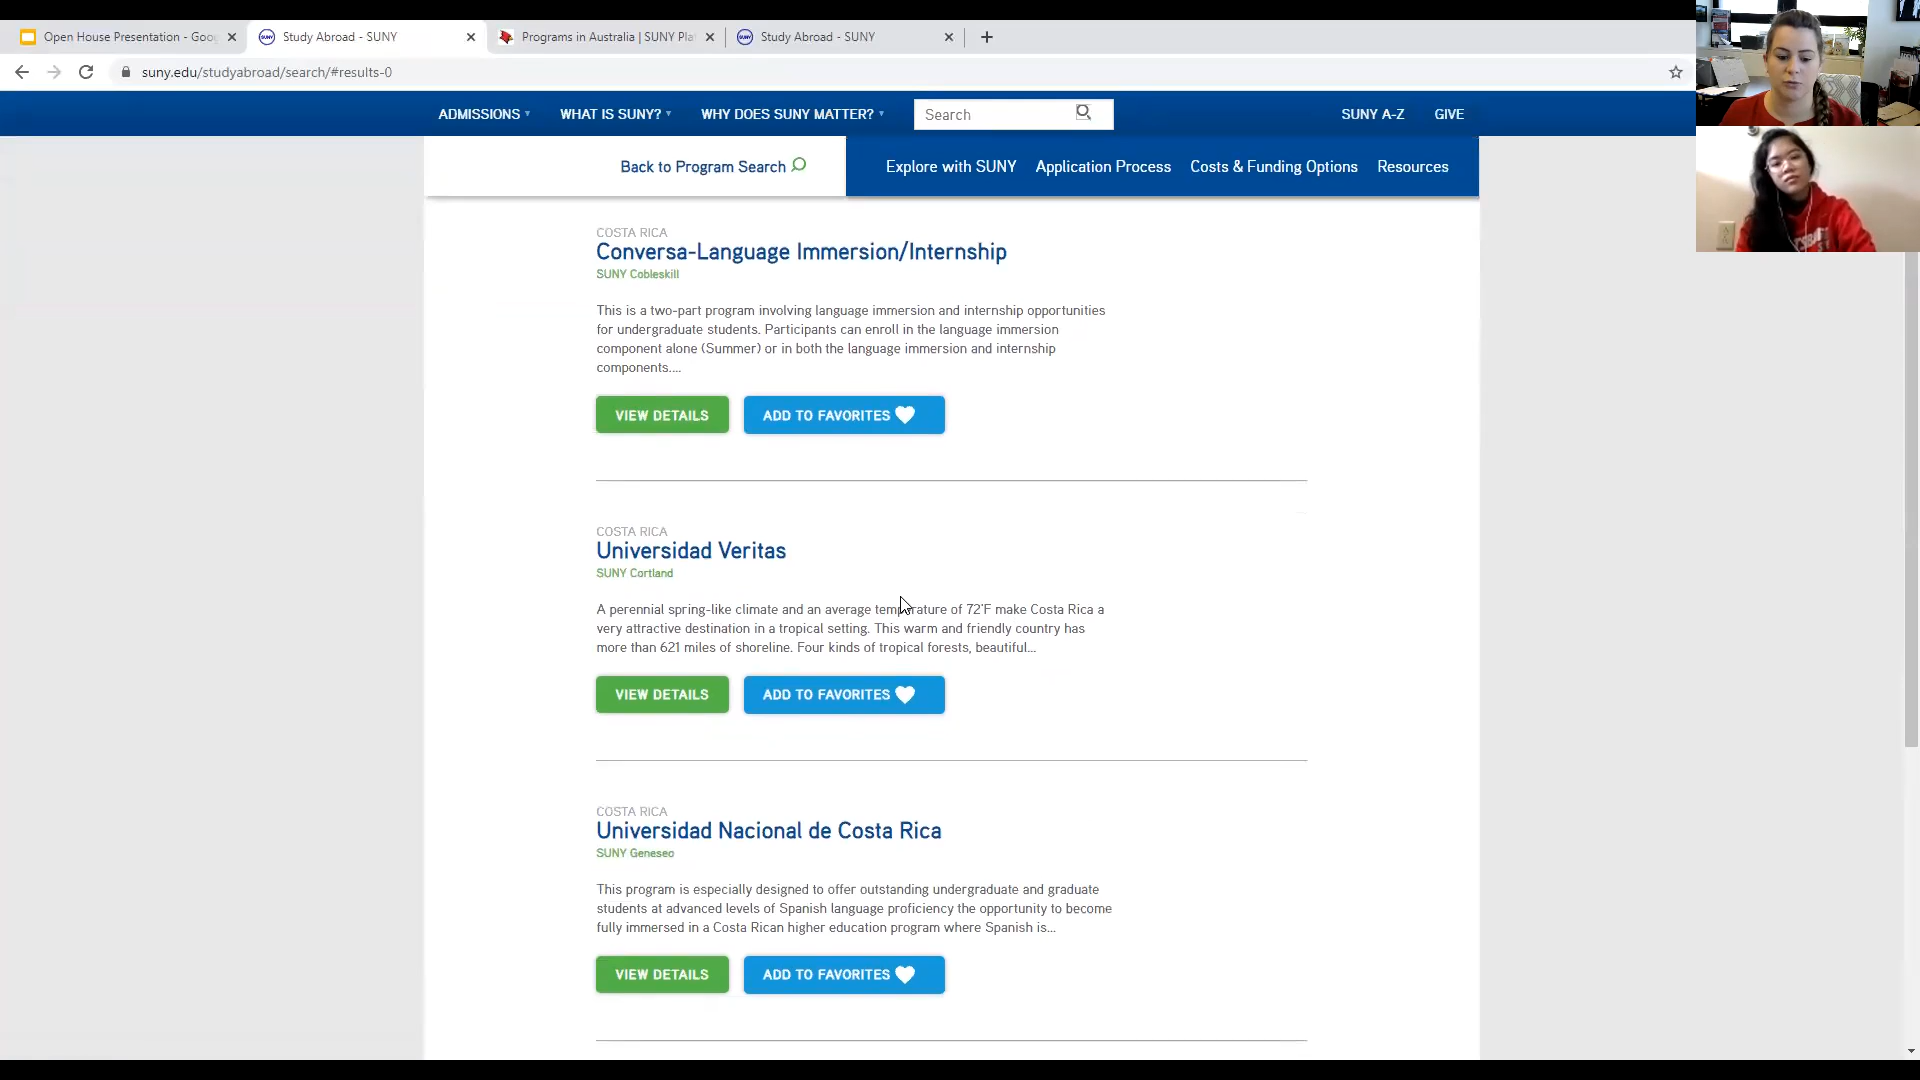 Open House Presentation - Goog
Study Abroad - SUNY
Programs in Australia | SUNY Pla
Study Abroad - SUNY
suny.edu/studyabroad/search/#results-0
ADMISSIONS
WHAT IS SUNY?
WHY DOES SUNY MATTER?
Search
SUNY A-Z
GIVE
Back to Program Search
Explore with SUNY
Application Process
Costs & Funding Options
Resources
COSTA RICA
Conversa-Language Immersion/Internship
SUNY Cobleskill
This is a two-part program involving language immersion and internship opportunities
for undergraduate students. Participants can enroll in the language immersion
component alone (Summer) or in both the language immersion and internship
components....
VIEW DETAILS
ADD TO FAVORITES
COSTA RICA
Universidad Veritas
SUNY Cortland
A perennial spring-like climate and an average temperature of 72°F make Costa Rica a
very attractive destination in a tropical setting. This warm and friendly country has
more than 621 miles of shoreline. Four kinds of tropical forests, beautiful...
VIEW DETAILS
ADD TO FAVORITES
COSTA RICA
Universidad Nacional de Costa Rica
SUNY Geneseo
This program is especially designed to offer outstanding undergraduate and graduate
students at advanced levels of Spanish language proficiency the opportunity to become
fully immersed in a Costa Rican higher education program where Spanish is...
VIEW DETAILS
ADD TO FAVORITES